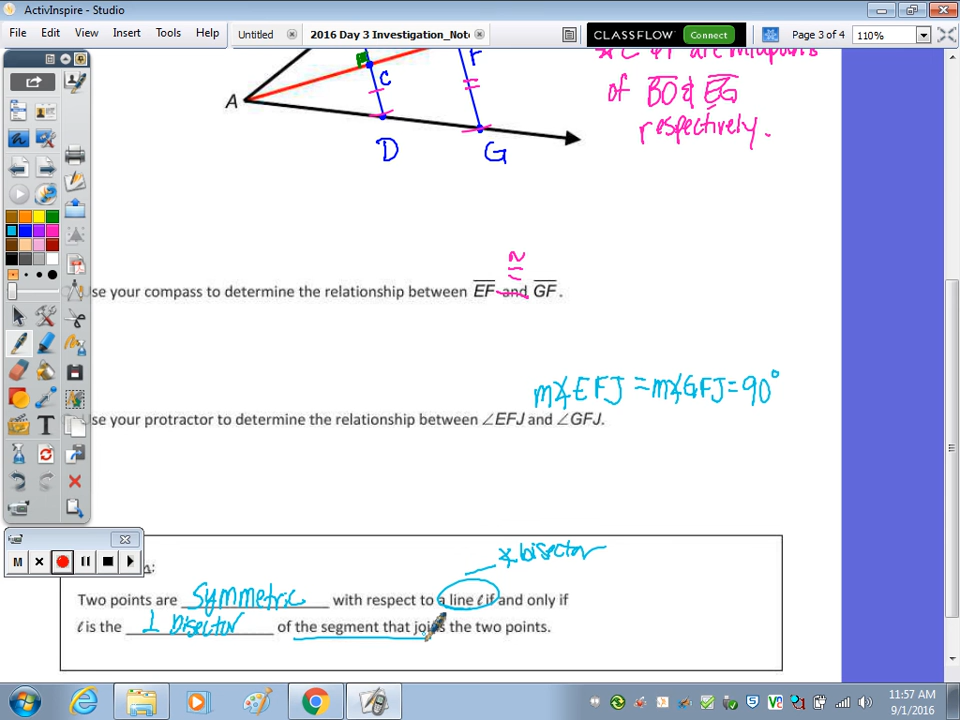 ActivInspire - Studio
File Edit View Insert Tools Help
Untitled
2016 Day 3 Investigation_Note
CLASSFLOW Connect
Page 3 of 4
110%
midpoints
of BO & EG
respectively.
A
C
F
D
G
≅
Use your compass to determine the relationship between EF and GF.
m∡EFJ = m∡GFJ = 90°
Use your protractor to determine the relationship between ∠EFJ and ∠GFJ.
M
∡ bisector
Two points are symmetric with respect to a line ℓ if and only if
ℓ is the ⊥ bisector of the segment that joins the two points.
11:57 AM
9/1/2016